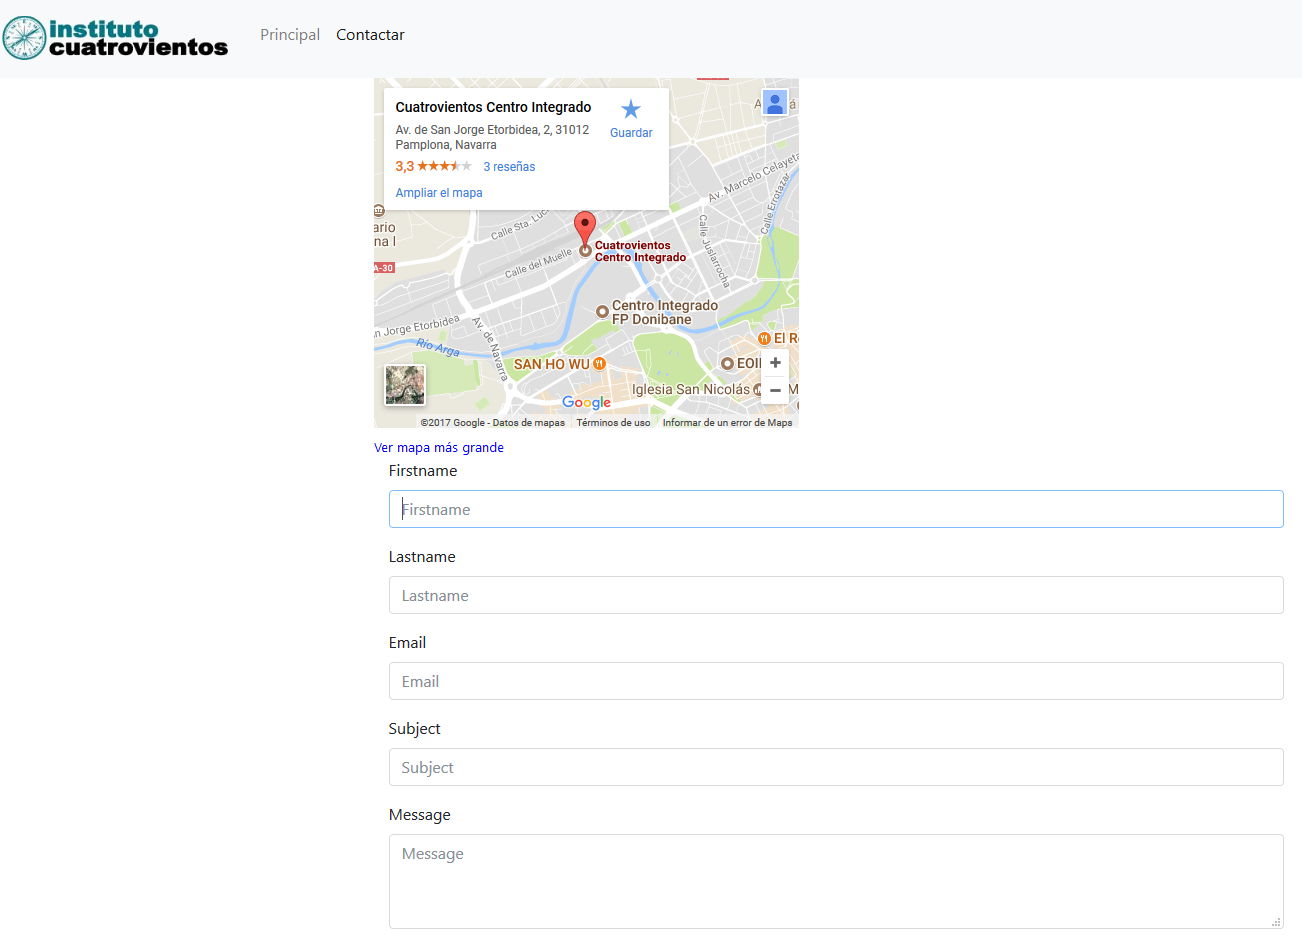 instituto
cuatrovientos
Principal
Contactar
Cuatrovientos Centro Integrado
Av. de San Jorge Etorbidea, 2, 31012
Pamplona, Navarra
3,3
3 reseñas
Guardar
Ampliar el mapa
Av. Marcelo Celayeta
Calle Errotazar
Calle Jusiarrocha
Calle Sta. Luc
ario
na I
Cuatrovientos
Centro Integrado
Calle del Muelle
A-30
Centro Integrado
FP Donibane
n Jorge Etorbidea
Av. de Navarra
Río Arga
El R
SAN HO WU
EOI
Iglesia San Nicolás
M
+
−
Google
©2017 Google - Datos de mapas
Términos de uso
Informar de un error de Maps
Ver mapa más grande
Firstname
Firstname
Lastname
Lastname
Email
Email
Subject
Subject
Message
Message